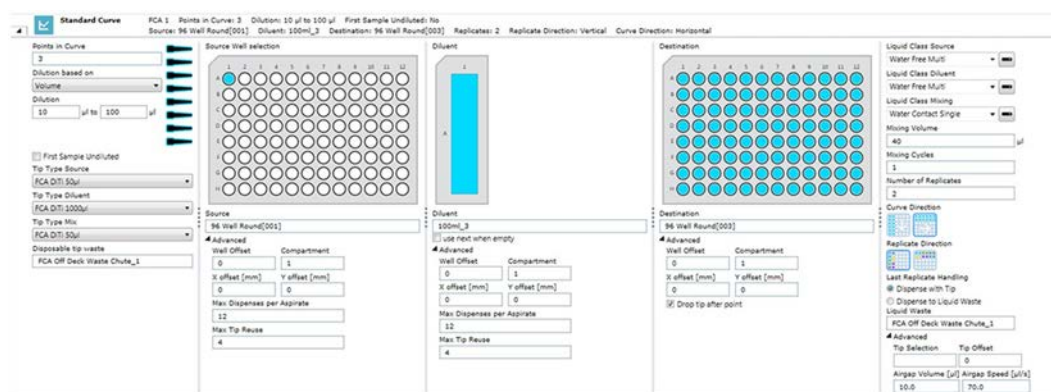 Standard Curve
FCA 1 Points in Curve: 3 Dilution: 10 µl to 100 µl First Sample Undiluted: No
Source: 96 Well Round[001] Diluent: 100ml_3 Destination: 96 Well Round[003] Replicates: 2 Replicate Direction: Vertical Curve Direction: Horizontal
Points in Curve
3
Dilution based on
Volume
Dilution
10 µl to 100 µl
First Sample Undiluted
Tip Type Source
FCA DiTi 50µl
Tip Type Diluent
FCA DiTi 1000µl
Tip Type Mix
FCA DiTi 50µl
Disposable tip waste
FCA Off Deck Waste Chute_1
Source Well selection
1 2 3 4 5 6 7 8 9 10 11 12
A
B
C
D
E
F
G
H
Source
96 Well Round[001]
Advanced
Well Offset Compartment
0 1
X offset [mm] Y offset [mm]
0 0
Max Dispenses per Aspirate
12
Max Tip Reuse
4
Diluent
1
A
Diluent
100ml_3
use next when empty
Advanced
Well Offset Compartment
0 1
X offset [mm] Y offset [mm]
0 0
Max Dispenses per Aspirate
12
Max Tip Reuse
4
Destination
1 2 3 4 5 6 7 8 9 10 11 12
A
B
C
D
E
F
G
H
Destination
96 Well Round[003]
Advanced
Well Offset Compartment
0 1
X offset [mm] Y offset [mm]
0 0
Drop tip after point
Liquid Class Source
Water Free Multi
Liquid Class Diluent
Water Free Multi
Liquid Class Mixing
Water Contact Single
Mixing Volume
40 µl
Mixing Cycles
1
Number of Replicates
2
Curve Direction
Replicate Direction
Last Replicate Handling
Dispense with Tip
Dispense to Liquid Waste
Liquid Waste
FCA Off Deck Waste Chute_1
Advanced
Tip Selection Tip Offset
0
Airgap Volume [µl] Airgap Speed [µl/s]
10.0 70.0